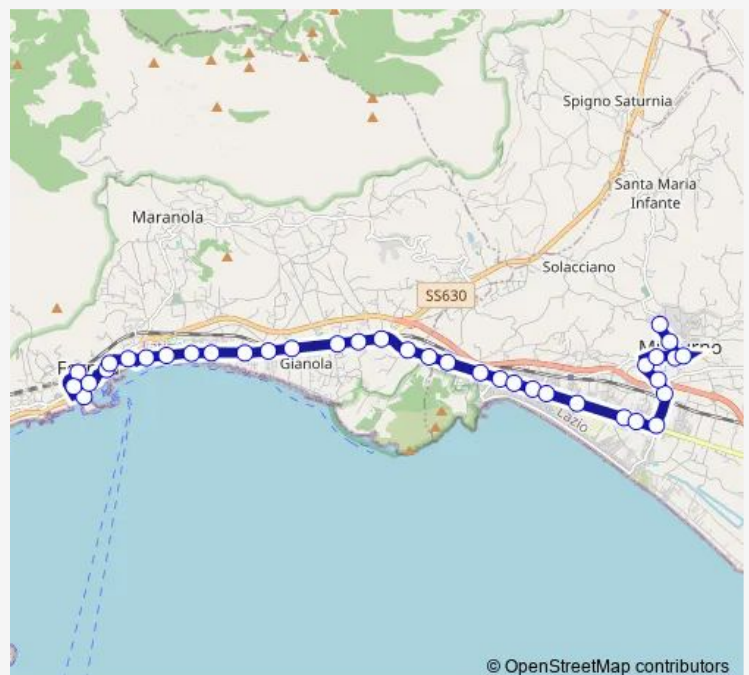 Spigno Saturnia
Santa Maria
Infante
Maranola
Solacciano
SS630
Gianola
Lazio
© OpenStreetMap contributors